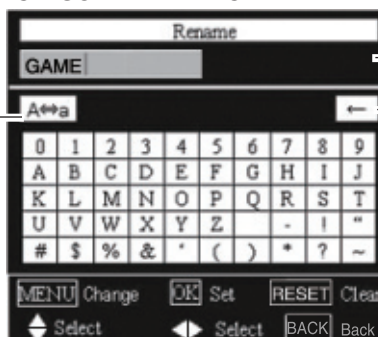 Rename
GAME
A⇔a ←
0 1 2 3 4 5 6 7 8 9
A B C D E F G H I J
K L M N O P Q R S T
U V W X Y Z - ! "
# $ % & ' ( ) * ? ~
MENU Change OK Set RESET Clear
Select Select BACK Back